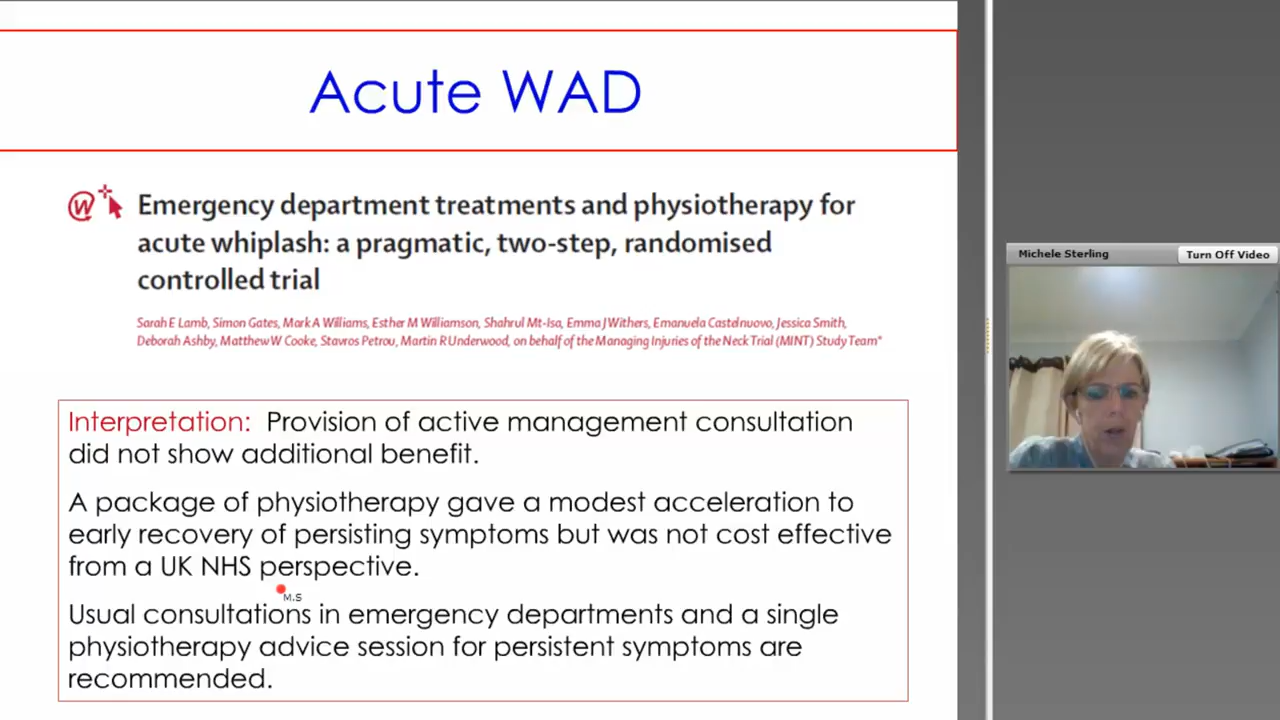 Acute WAD
Emergency department treatments and physiotherapy for
acute whiplash: a pragmatic, two-step, randomised
controlled trial
Sarah E Lamb, Simon Gates, Mark A Williams, Esther M Williamson, Shahrul Mt-Isa, Emma J Withers, Emanuela Castelnuovo, Jessica Smith,
Deborah Ashby, Matthew W Cooke, Stavros Petrou, Martin R Underwood, on behalf of the Managing Injuries of the Neck Trial (MINT) Study Team*
Interpretation: Provision of active management consultation
did not show additional benefit.
A package of physiotherapy gave a modest acceleration to
early recovery of persisting symptoms but was not cost effective
from a UK NHS perspective.
M.S
Usual consultations in emergency departments and a single
physiotherapy advice session for persistent symptoms are
recommended.
Michele Sterling
Turn Off Video